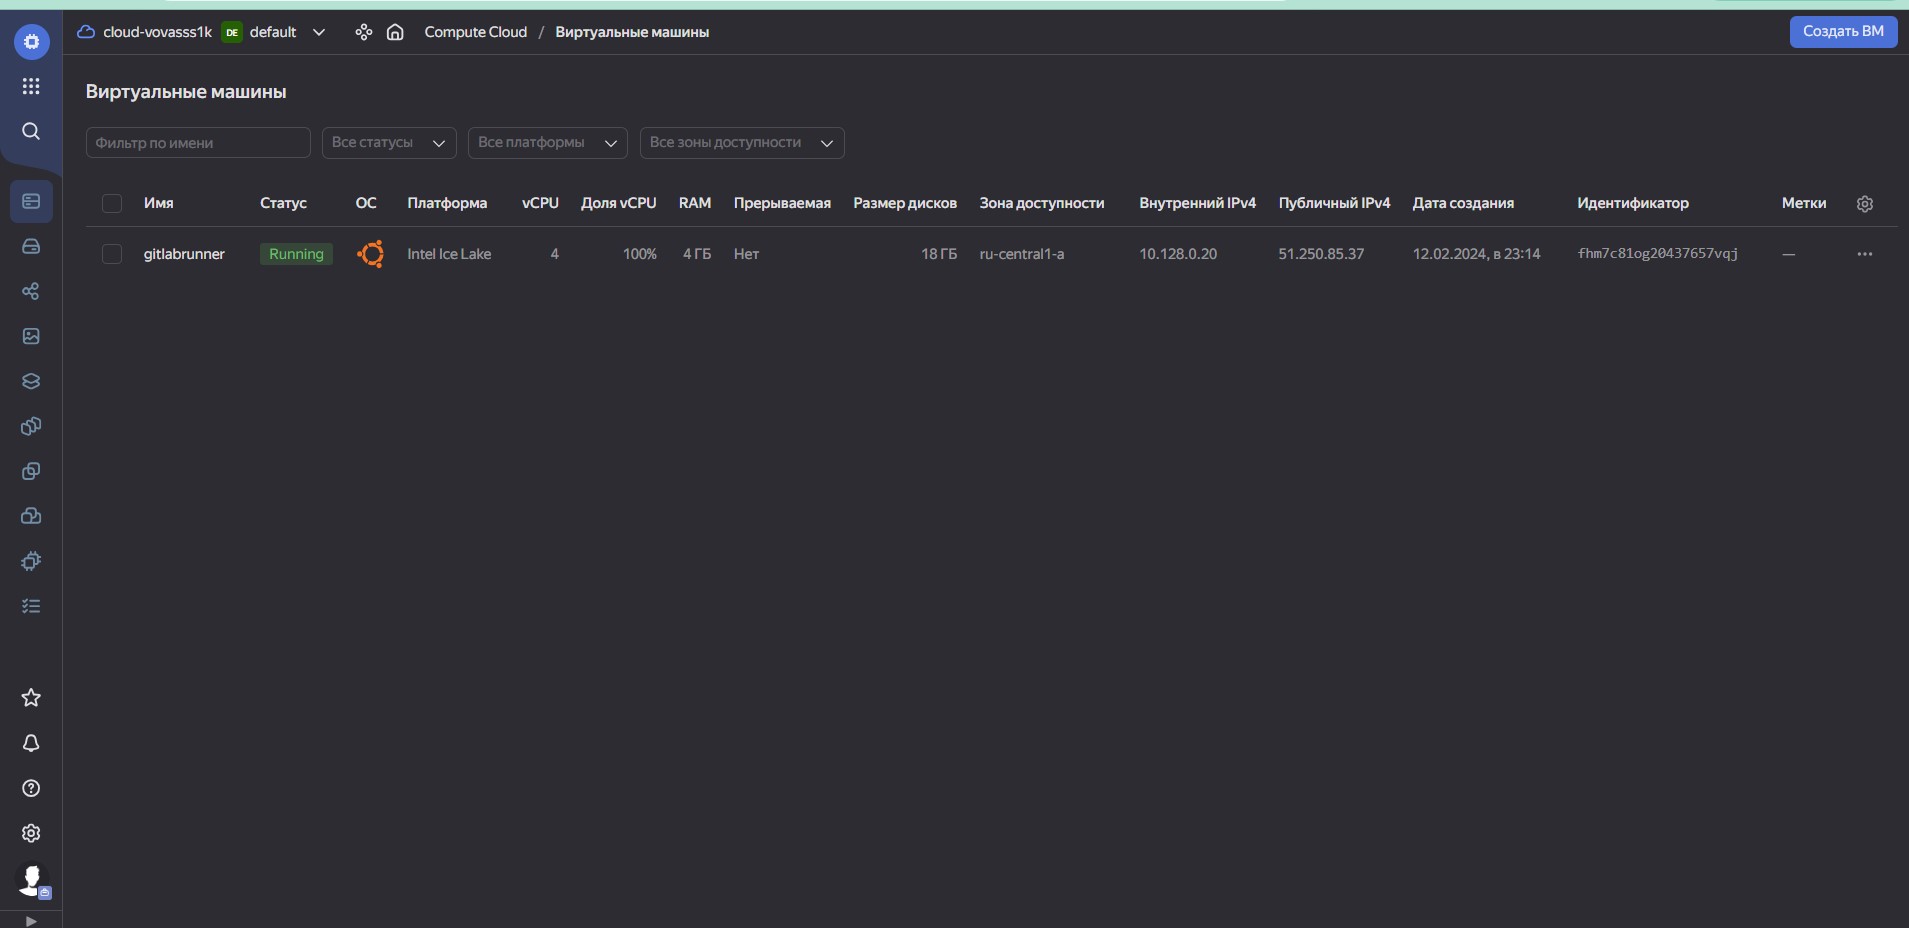 cloud-vovasss1k DE default Compute Cloud / Виртуальные машины Создать ВМ
Виртуальные машины
Фильтр по имени Все статусы Все платформы Все зоны доступности
Имя Статус ОС Платформа vCPU Доля vCPU RAM Прерываемая Размер дисков Зона доступности Внутренний IPv4 Публичный IPv4 Дата создания Идентификатор Метки
gitlabrunner Running Intel Ice Lake 4 100% 4 ГБ Нет 18 ГБ ru-central1-a 10.128.0.20 51.250.85.37 12.02.2024, в 23:14 fhm7c81og20437657vqj —